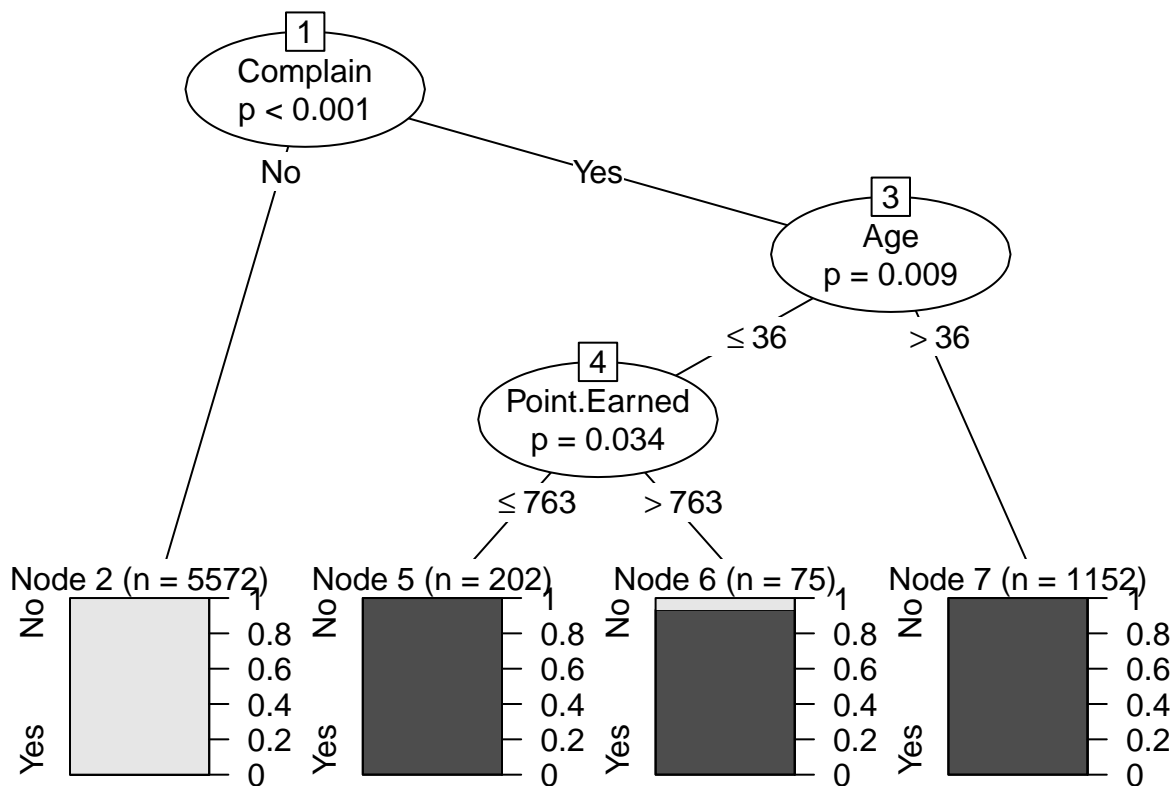 1
Complain
p < 0.001
No
Yes
3
Age
p = 0.009
≤ 36
> 36
4
Point.Earned
p = 0.034
≤ 763
> 763
Node 2 (n = 5572)
No
Yes
1
0.8
0.6
0.4
0.2
0
Node 5 (n = 202)
No
Yes
1
0.8
0.6
0.4
0.2
0
Node 6 (n = 75)
No
Yes
1
0.8
0.6
0.4
0.2
0
Node 7 (n = 1152)
No
Yes
1
0.8
0.6
0.4
0.2
0